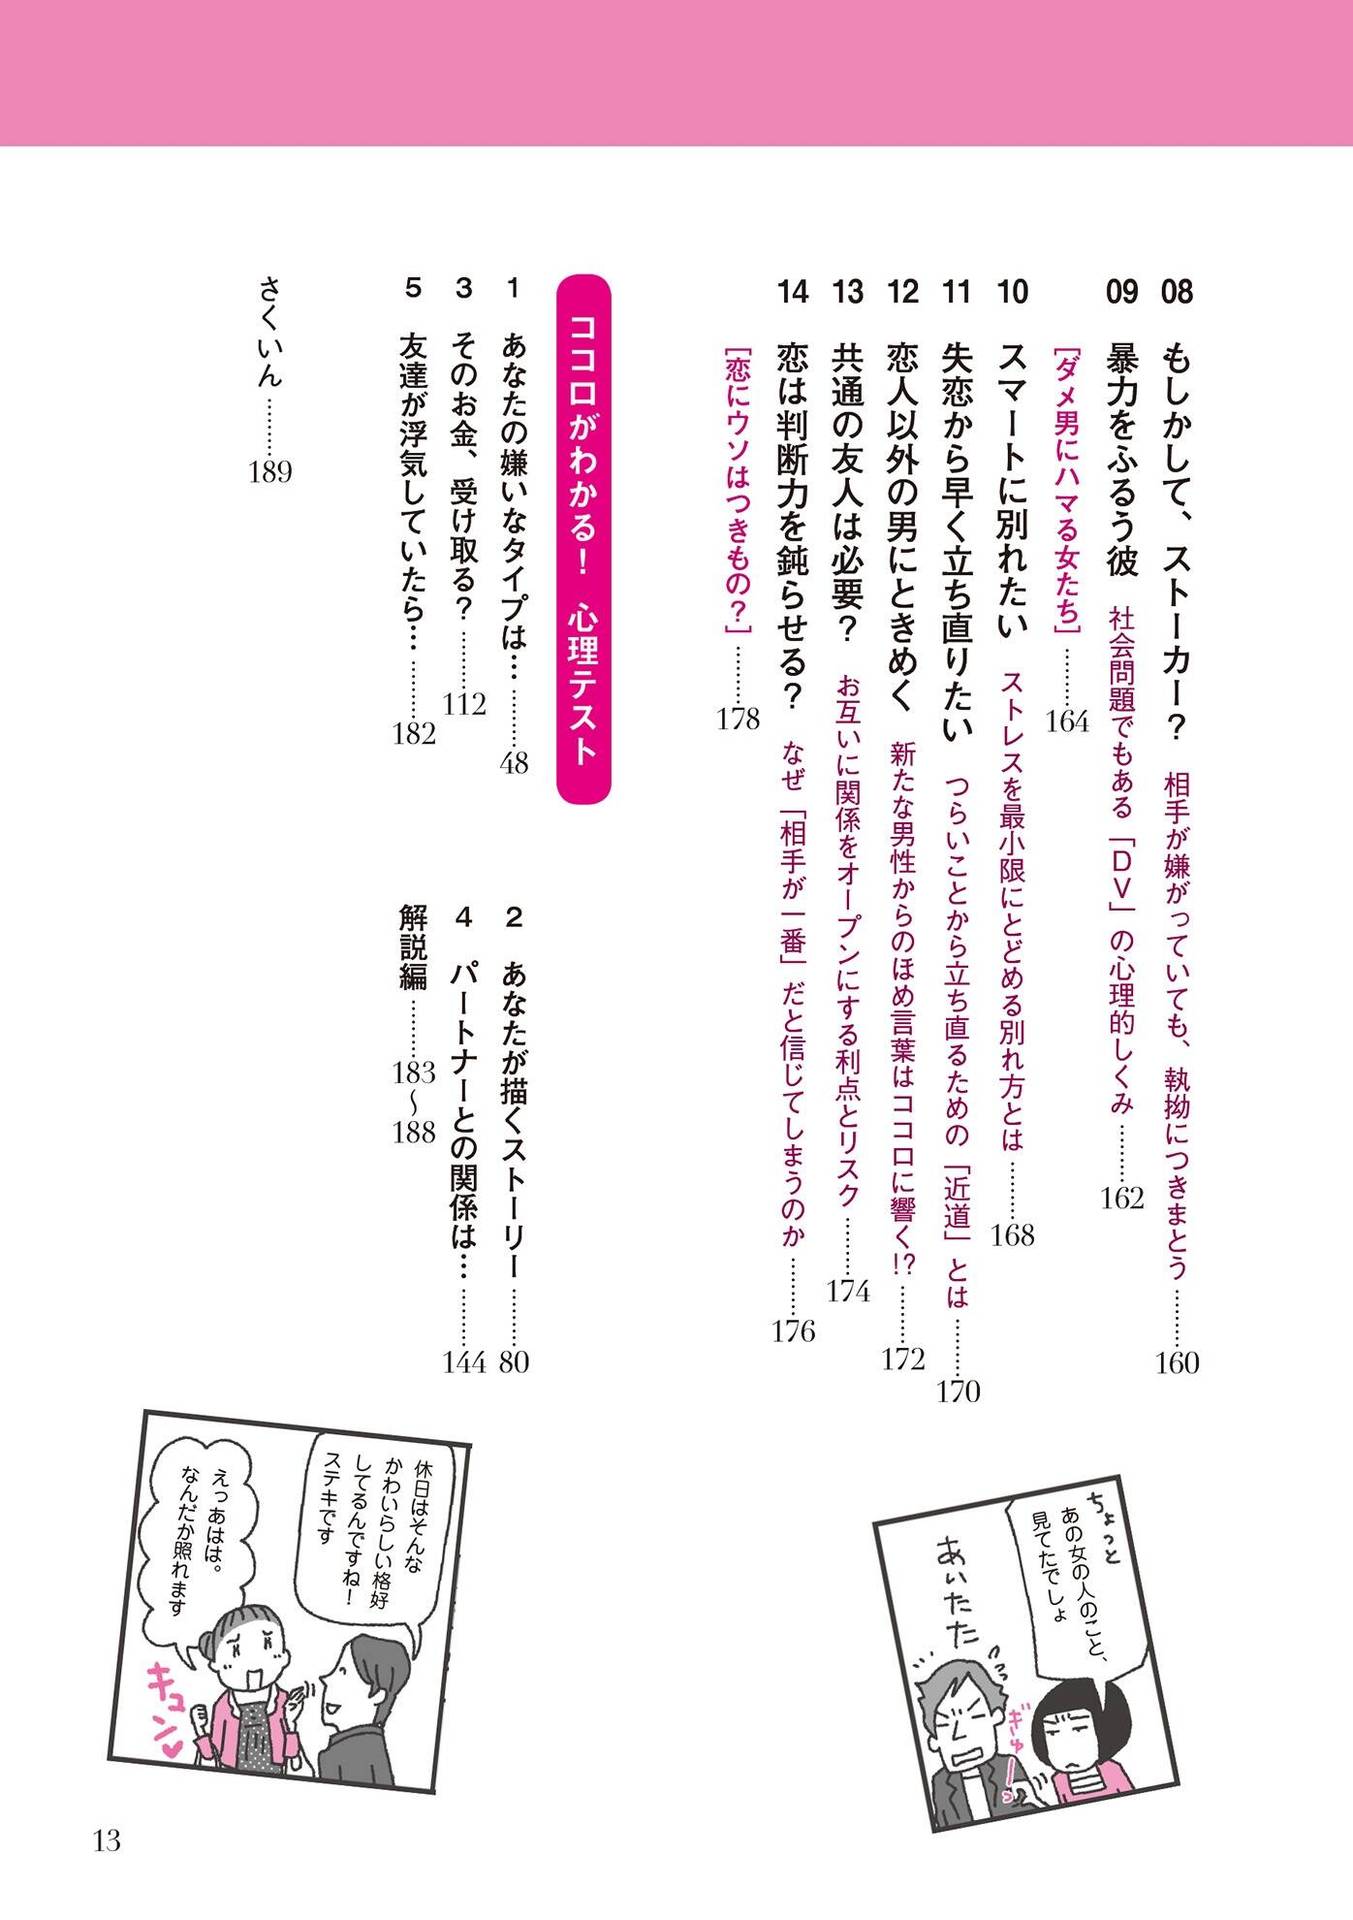 08 もしかして、ストーカー? 相手が嫌がっていても、執拗につきまとう ……… 160
09 暴力をふるう彼 社会問題でもある「DV」の心理的しくみ ……… 162
[ダメ男にハマる女たち] ……… 164
10 スマートに別れたい ストレスを最小限にとどめる別れ方とは ……… 168
11 失恋から早く立ち直りたい つらいことから立ち直るための「近道」とは ……… 170
12 恋人以外の男にときめく 新たな男性からのほめ言葉はココロに響く!? ……… 172
13 共通の友人は必要? お互いに関係をオープンにする利点とリスク ……… 174
14 恋は判断力を鈍らせる? なぜ「相手が一番」だと信じてしまうのか ……… 176
[恋にウソはつきもの?] ……… 178
ココロがわかる! 心理テスト
1 あなたの嫌いなタイプは… ……… 48
2 あなたが描くストーリー ……… 80
3 そのお金、受け取る? ……… 112
4 パートナーとの関係は… ……… 144
5 友達が浮気していたら… ……… 182
解説編 ……… 183〜188
さくいん ……… 189
ちょっと
あの女の人のこと、
見てたでしょ
あいたた
ぎゅーっ
休日はそんな
かわいらしい格好
してるんですね!
ステキです
えっあはは。
なんだか照れます
キュン♥
13